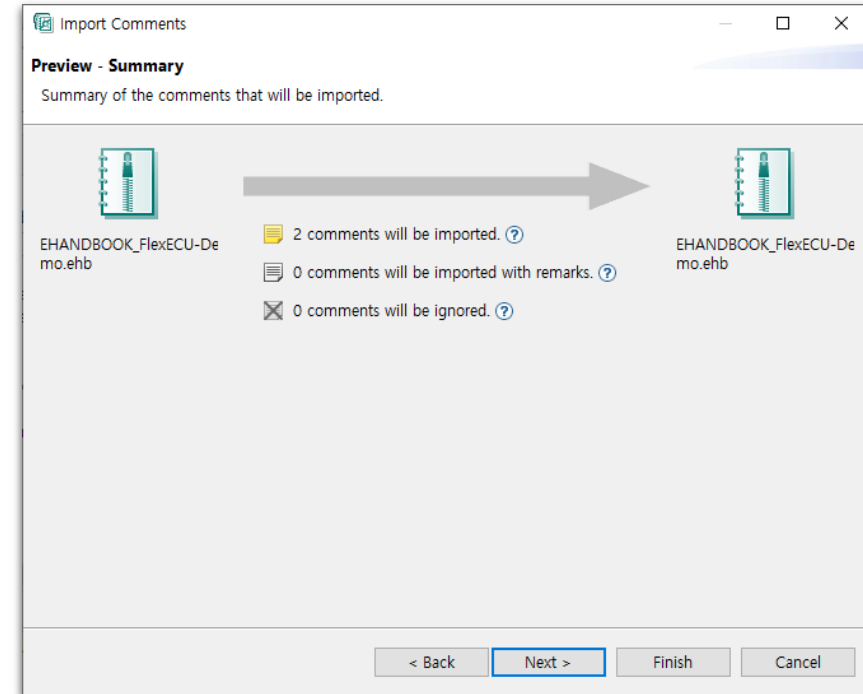 Import Comments
Preview - Summary
Summary of the comments that will be imported.
EHANDBOOK_FlexECU-De
mo.ehb
2 comments will be imported.
0 comments will be imported with remarks.
0 comments will be ignored.
EHANDBOOK_FlexECU-De
mo.ehb
< Back
Next >
Finish
Cancel